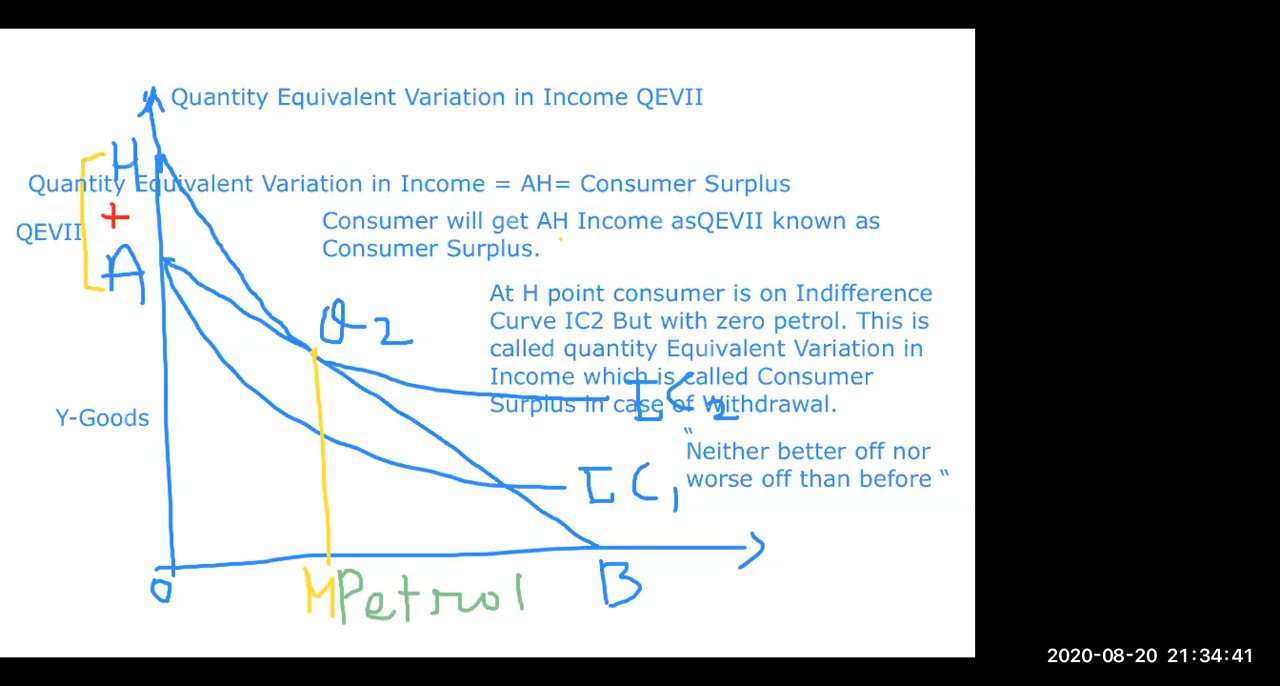 Quantity Equivalent Variation in Income QEVII
H
Quantity Equivalent Variation in Income = AH= Consumer Surplus
+
QEVII
Consumer will get AH Income asQEVII known as
Consumer Surplus.
A
At H point consumer is on Indifference
Curve IC2 But with zero petrol. This is
called quantity Equivalent Variation in
Income which is called Consumer
Surplus in case of Withdrawal.
Q2
IC2
Y-Goods
"
Neither better off nor
worse off than before "
IC1
O
M
Petrol
B
2020-08-20 21:34:41